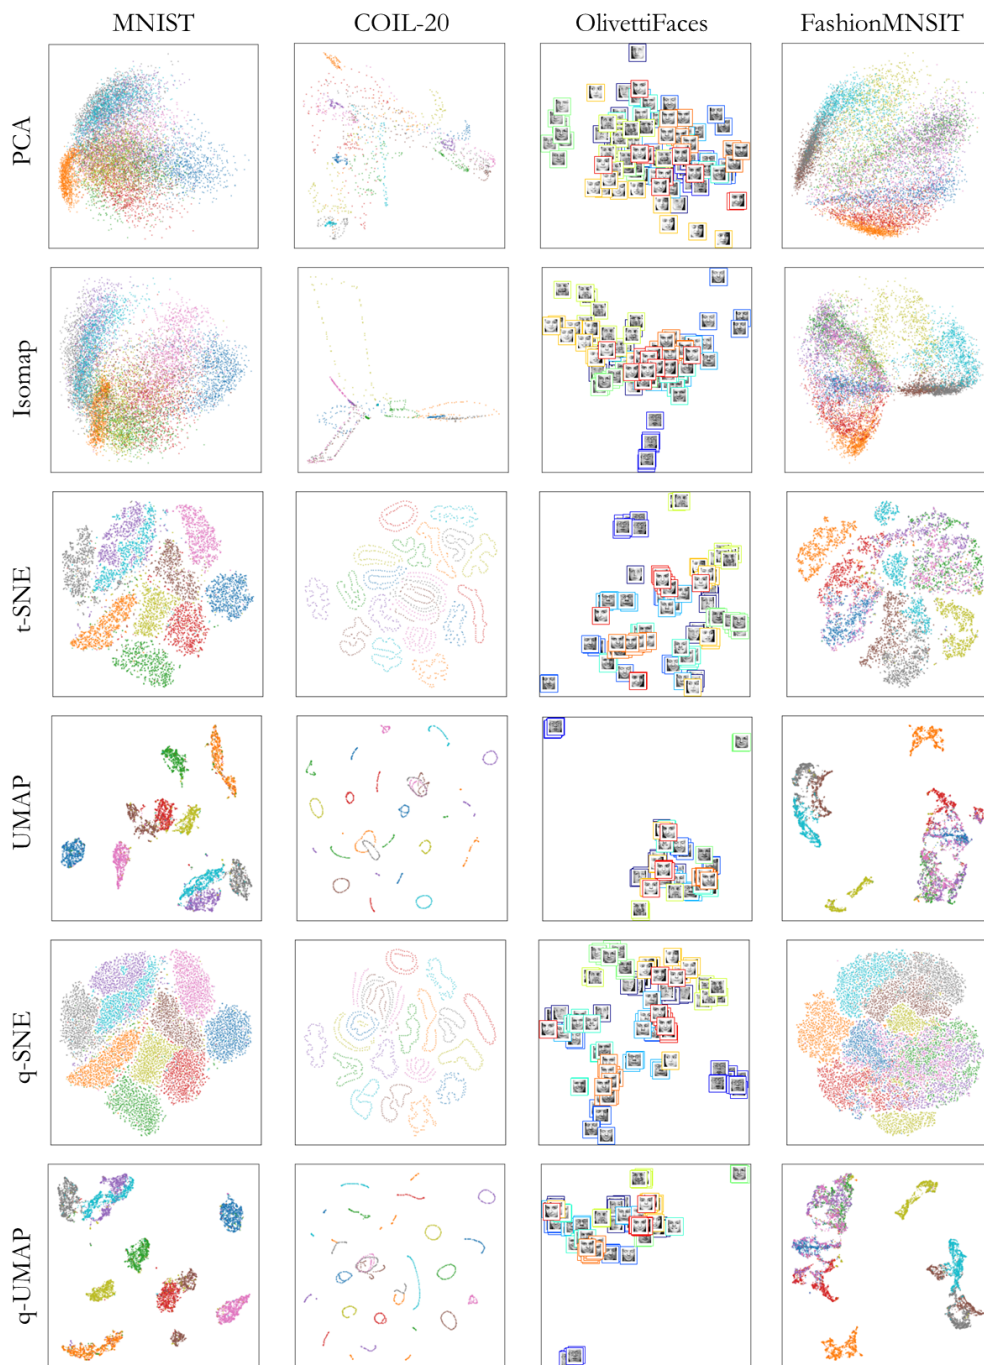 MNIST COIL-20 OlivettiFaces FashionMNSIT
PCA
Isomap
t-SNE
UMAP
q-SNE
q-UMAP